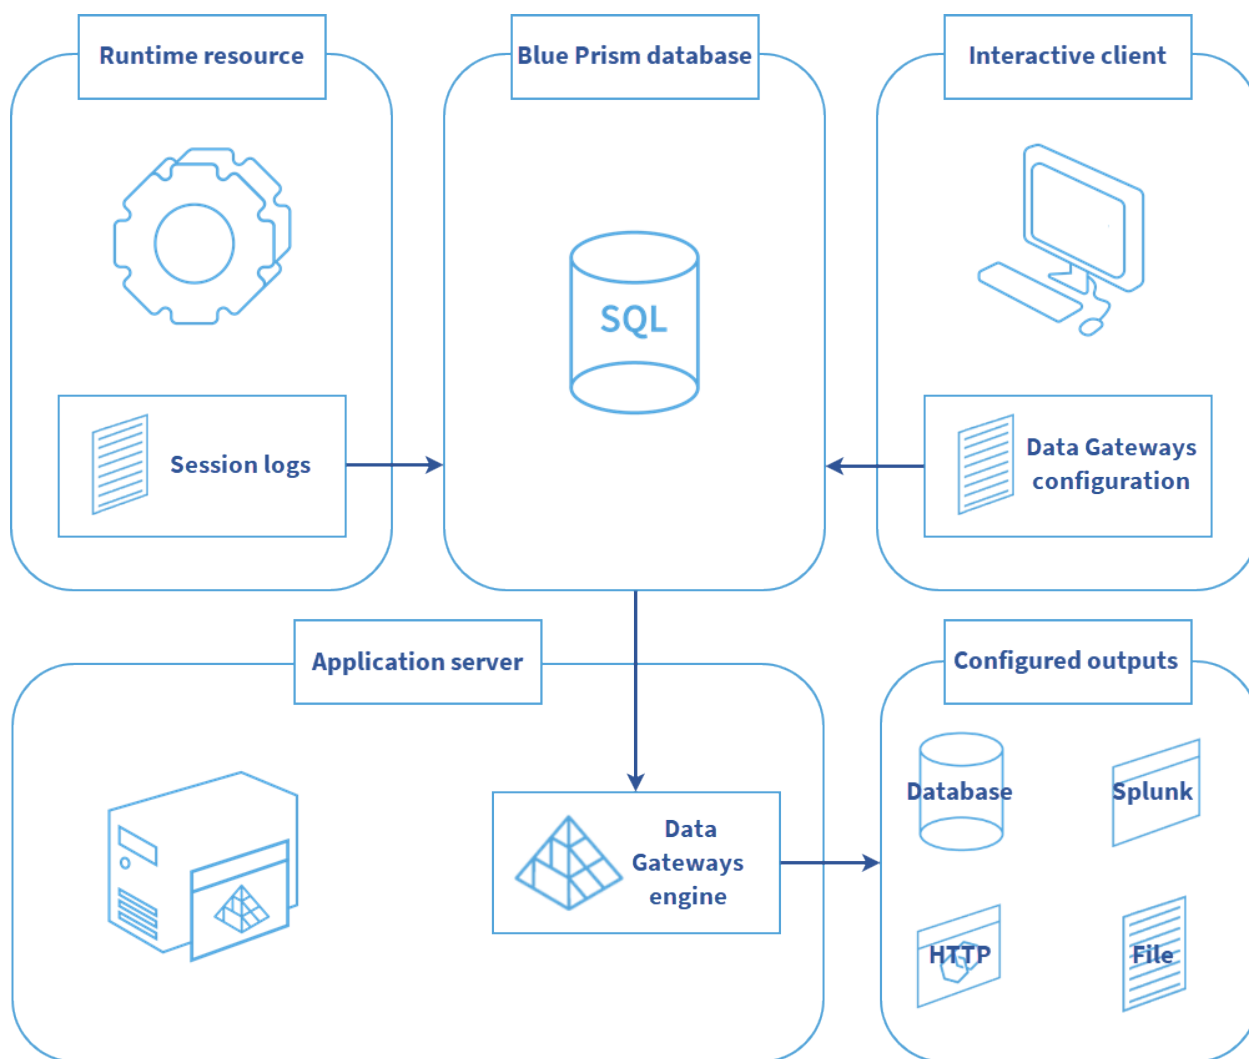 Runtime resource
Blue Prism database
Interactive client
SQL
Session logs
Data Gateways
configuration
Application server
Configured outputs
Data
Gateways
engine
Database
Splunk
HTTP
File